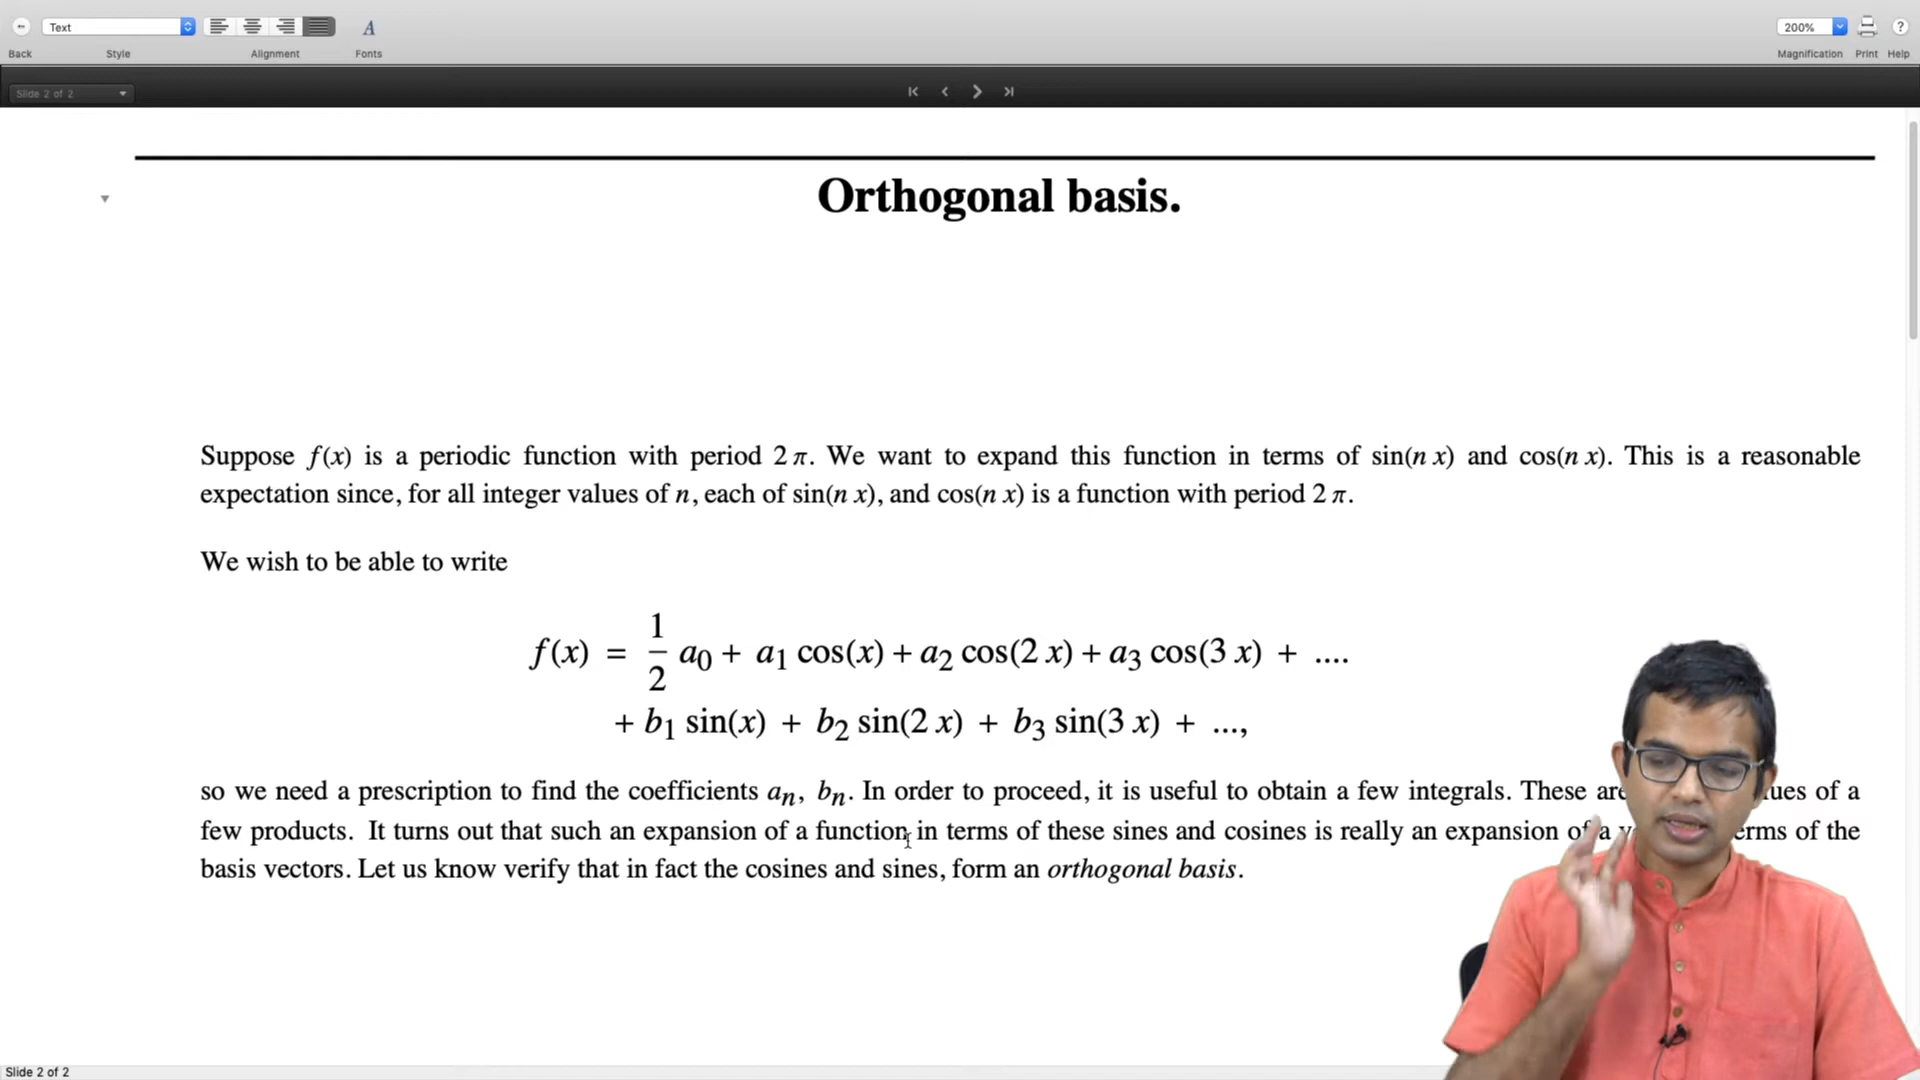 Text
Back
Style
Alignment
A
Fonts
200%
Magnification
Print
?
Help
Slide 2 of 2
Orthogonal basis.
Suppose f(x) is a periodic function with period 2 π. We want to expand this function in terms of sin(n x) and cos(n x). This is a reasonable
expectation since, for all integer values of n, each of sin(n x), and cos(n x) is a function with period 2 π.
We wish to be able to write
f(x) = 1/2 a₀ + a₁ cos(x) + a₂ cos(2 x) + a₃ cos(3 x) + ....
+ b₁ sin(x) + b₂ sin(2 x) + b₃ sin(3 x) + ...,
so we need a prescription to find the coefficients aₙ, bₙ. In order to proceed, it is useful to obtain a few integrals. These are of a
few products. It turns out that such an expansion of a function in terms of these sines and cosines is really an expansion of a terms of the
basis vectors. Let us know verify that in fact the cosines and sines, form an orthogonal basis.
Slide 2 of 2